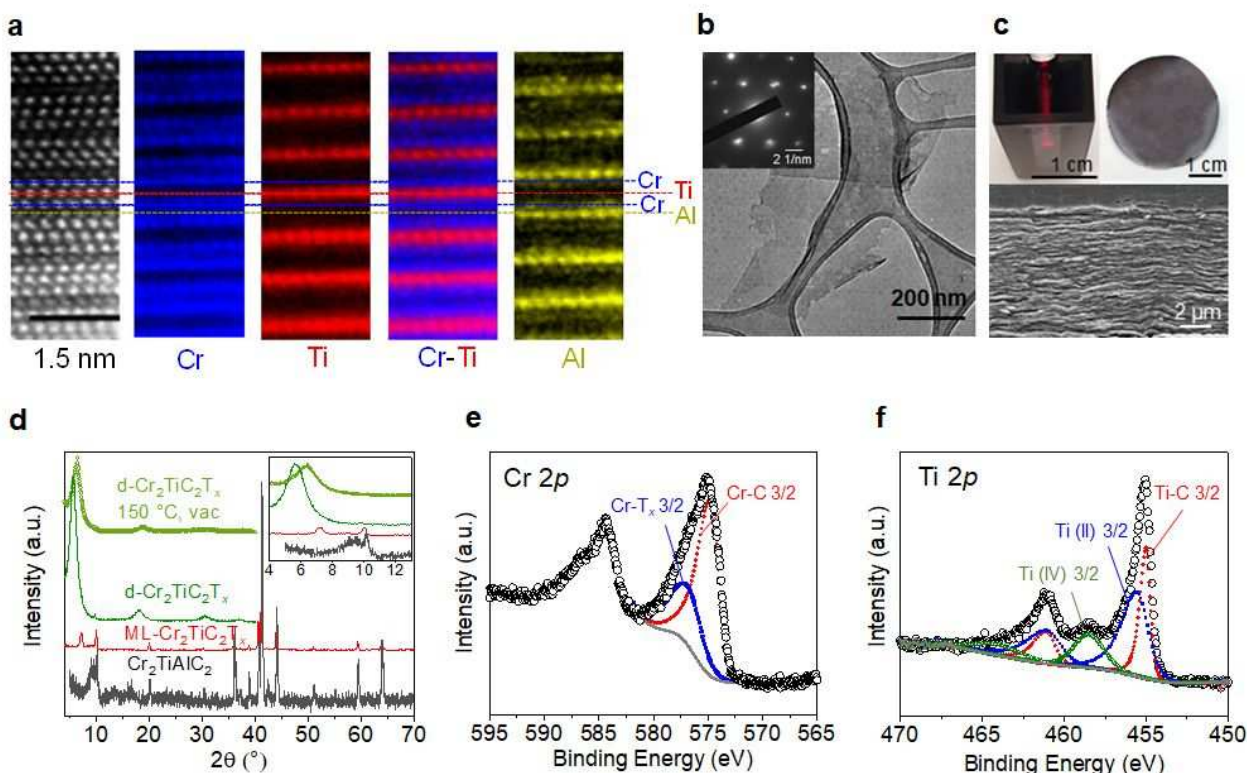 a
1.5 nm
Cr
Ti
Cr-Ti
Al
Cr
Ti
Cr
Al
b
2 1/nm
200 nm
c
1 cm
1 cm
2 μm
d
Intensity (a.u.)
d-Cr₂TiC₂Tₓ
150 °C, vac
d-Cr₂TiC₂Tₓ
ML-Cr₂TiC₂Tₓ
Cr₂TiAlC₂
4 6 8 10 12
10 20 30 40 50 60 70
2θ (°)
e
Cr 2p
Cr-Tₓ 3/2
Cr-C 3/2
Intensity (a.u.)
595 585 575 565
Binding Energy (eV)
f
Ti 2p
Ti-C 3/2
Ti (II) 3/2
Ti (IV) 3/2
Intensity (a.u.)
470 465 460 455 450
Binding Energy (eV)